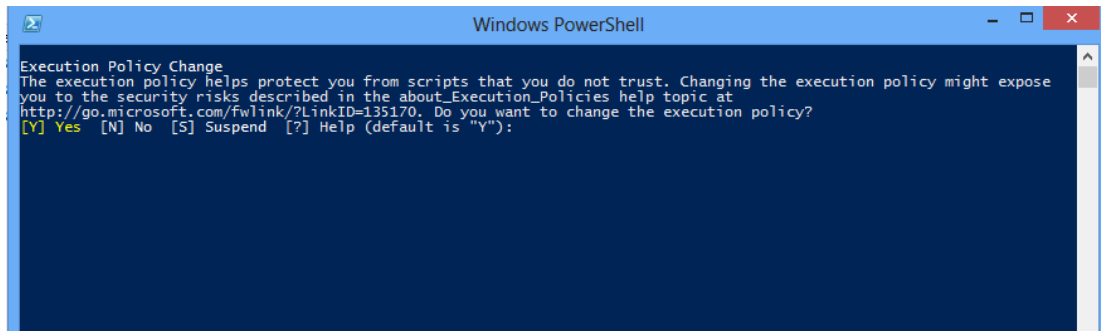 Windows PowerShell
Execution Policy Change
The execution policy helps protect you from scripts that you do not trust. Changing the execution policy might expose
you to the security risks described in the about_Execution_Policies help topic at
http://go.microsoft.com/fwlink/?LinkID=135170. Do you want to change the execution policy?
[Y] Yes  [N] No  [S] Suspend  [?] Help (default is "Y"):